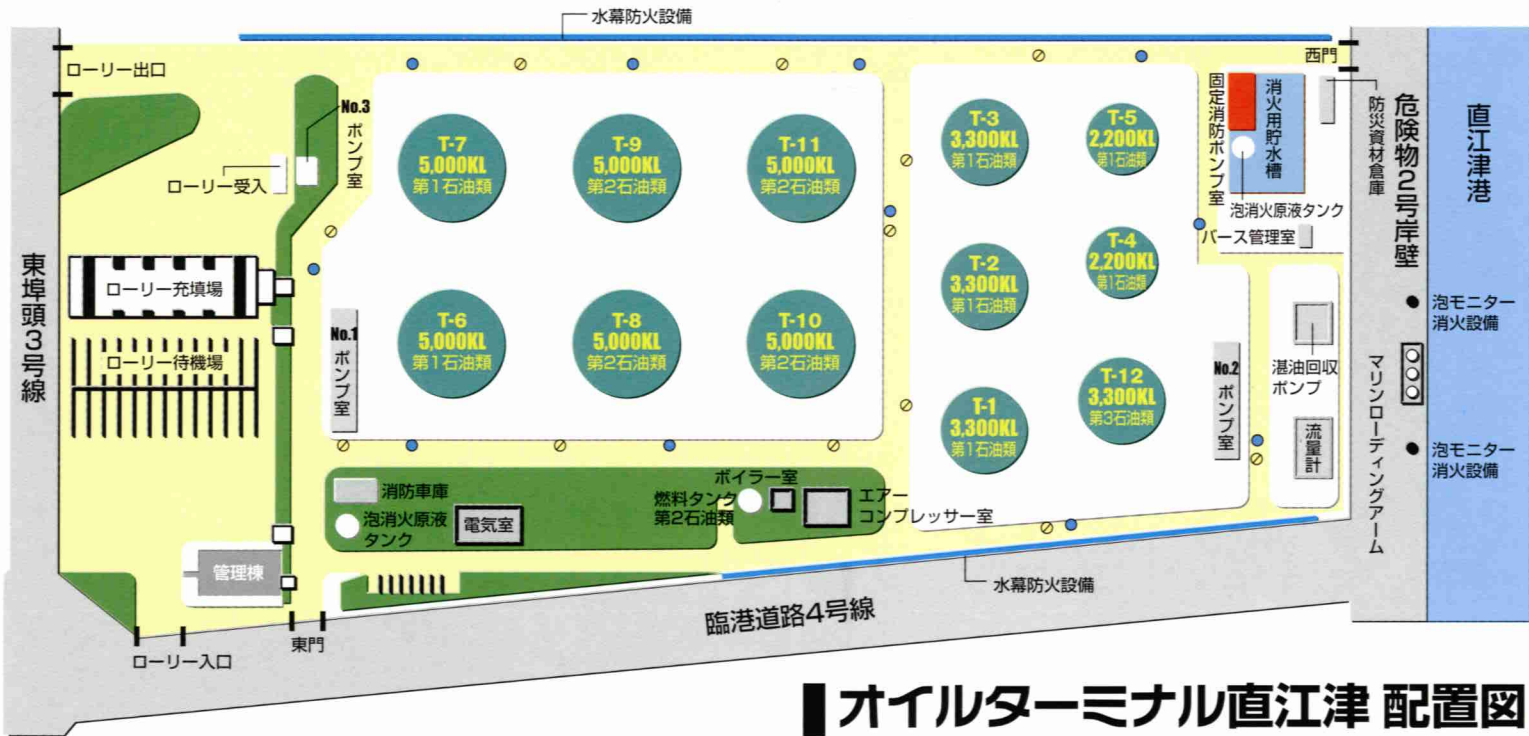 水幕防火設備
ローリー出口
No.3
ポンプ室
ローリー受入
東埠頭3号線
ローリー充填場
ローリー待機場
No.1
ポンプ室
T-7
5,000KL
第1石油類
T-9
5,000KL
第2石油類
T-11
5,000KL
第2石油類
T-6
5,000KL
第1石油類
T-8
5,000KL
第2石油類
T-10
5,000KL
第2石油類
T-3
3,300KL
第1石油類
T-5
2,200KL
第1石油類
T-2
3,300KL
第1石油類
T-4
2,200KL
第1石油類
T-1
3,300KL
第1石油類
T-12
3,300KL
第3石油類
No.2
ポンプ室
西門
固定消防ポンプ室
消火用貯水槽
防災資材倉庫
泡消火原液タンク
バース管理室
湛油回収
ポンプ
流量計
危険物2号岸壁
直江津港
泡モニター
消火設備
マリンローディングアーム
泡モニター
消火設備
消防車庫
泡消火原液
タンク
電気室
ボイラー室
燃料タンク
第2石油類
エアー
コンプレッサー室
管理棟
水幕防火設備
臨港道路4号線
東門
ローリー入口
オイルターミナル直江津 配置図